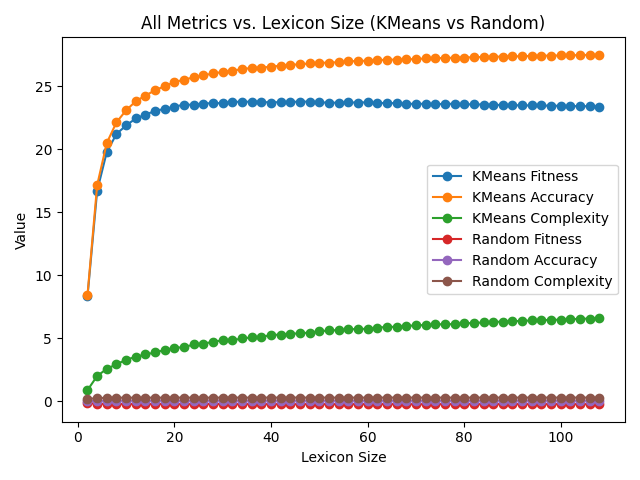 All Metrics vs. Lexicon Size (KMeans vs Random)
Value
25
20
15
10
5
0
KMeans Fitness
KMeans Accuracy
KMeans Complexity
Random Fitness
Random Accuracy
Random Complexity
0 20 40 60 80 100
Lexicon Size